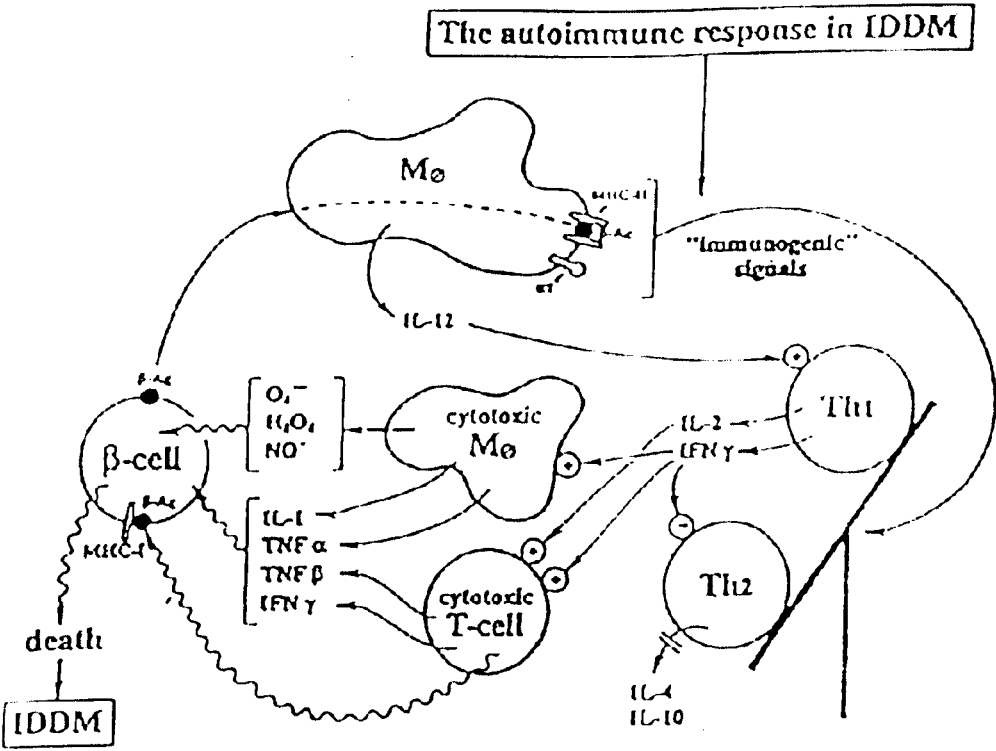 The autoimmune response in IDDM
Mø
MHC-II
Ag
"immunogenic"
signals
IL-12
β-Ag
O₂⁻
H₂O₂
NO·
cytotoxic
Mø
IL-2
IFN γ
Th1
β-cell
β-Ag
MHC-I
IL-1
TNF α
TNF β
IFN γ
cytotoxic
T-cell
Th2
death
IDDM
IL-4
IL-10